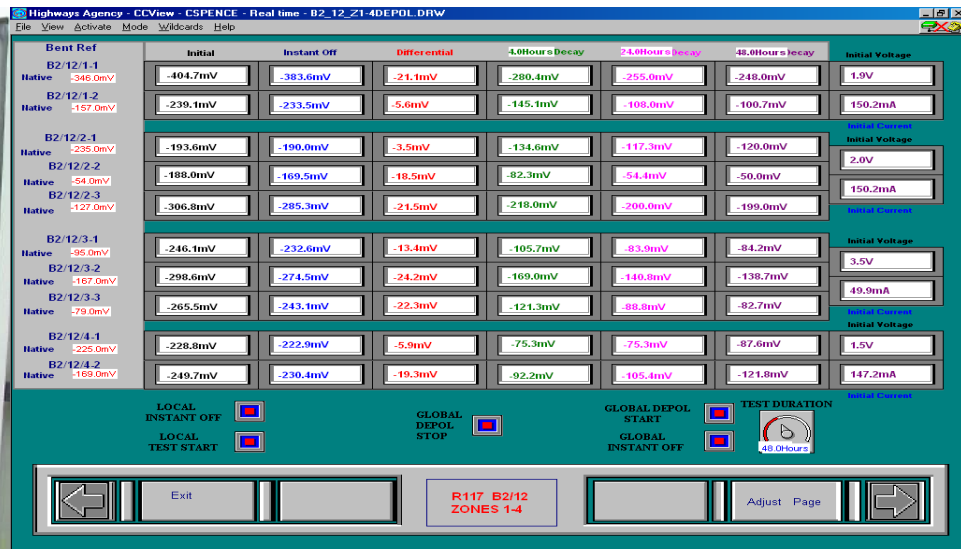 Highways Agency - CCView - CSPENCE - Real time - B2_12_Z1-4DEPOL.DRW
File View Activate Mode Wildcards Help
Bent Ref Initial Instant Off Differential 4.0Hours Decay 24.0Hours Decay 48.0Hours Decay Initial Voltage
B2/12/1-1
Native -346.0mV -404.7mV -383.6mV -21.1mV -280.4mV -255.0mV -248.0mV 1.9V
B2/12/1-2
Native -157.0mV -239.1mV -233.5mV -5.6mV -145.1mV -108.0mV -100.7mV 150.2mA
Initial Current
B2/12/2-1 Initial Voltage
Native -235.0mV -193.6mV -190.0mV -3.5mV -134.6mV -117.3mV -120.0mV
2.0V
B2/12/2-2
Native -54.0mV -188.0mV -169.5mV -18.5mV -82.3mV -54.4mV -50.0mV
150.2mA
B2/12/2-3
Native -127.0mV -306.8mV -285.3mV -21.5mV -218.0mV -200.0mV -199.0mV
Initial Current
B2/12/3-1 Initial Voltage
Native -95.0mV -246.1mV -232.6mV -13.4mV -105.7mV -83.9mV -84.2mV
3.5V
B2/12/3-2
Native -167.0mV -298.6mV -274.5mV -24.2mV -169.0mV -140.8mV -138.7mV
49.9mA
B2/12/3-3
Native -79.0mV -265.5mV -243.1mV -22.3mV -121.3mV -88.8mV -82.7mV
Initial Current
Initial Voltage
B2/12/4-1
Native -225.0mV -228.8mV -222.9mV -5.9mV -75.3mV -75.3mV -87.6mV 1.5V
B2/12/4-2
Native -169.0mV -249.7mV -230.4mV -19.3mV -92.2mV -105.4mV -121.8mV 147.2mA
Initial Current
LOCAL
INSTANT OFF
LOCAL
TEST START
GLOBAL
DEPOL
STOP
GLOBAL DEPOL
START
GLOBAL
INSTANT OFF
TEST DURATION
48.0Hours
Exit
R117 B2/12
ZONES 1-4
Adjust Page